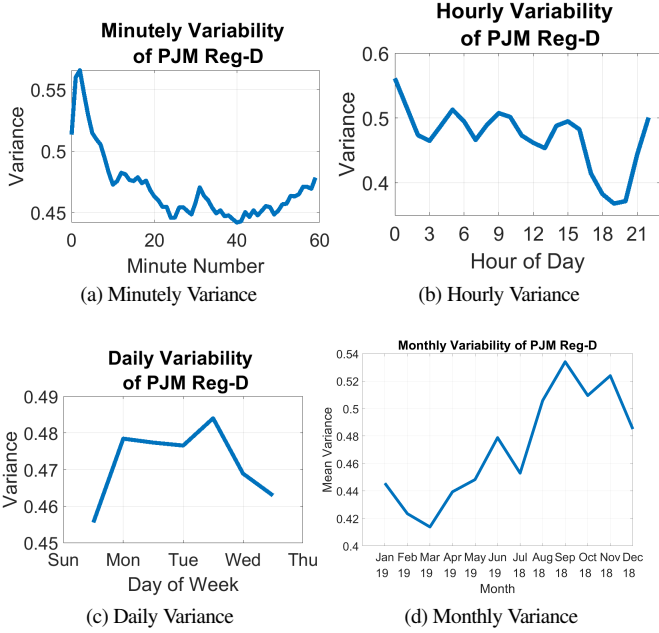 Minutely Variability
of PJM Reg-D
Variance
0.55
0.5
0.45
0
20
40
60
Minute Number
(a) Minutely Variance
Hourly Variability
of PJM Reg-D
Variance
0.6
0.5
0.4
0
3
6
9
12
15
18
21
Hour of Day
(b) Hourly Variance
Daily Variability
of PJM Reg-D
Variance
0.49
0.48
0.47
0.46
0.45
Sun
Mon
Tue
Wed
Thu
Day of Week
(c) Daily Variance
Monthly Variability of PJM Reg-D
Mean Variance
0.54
0.52
0.5
0.48
0.46
0.44
0.42
0.4
Jan Feb Mar Apr May Jun Jul Aug Sep Oct Nov Dec
19 19 19 19 19 19 19 18 18 18 18 18
Month
(d) Monthly Variance